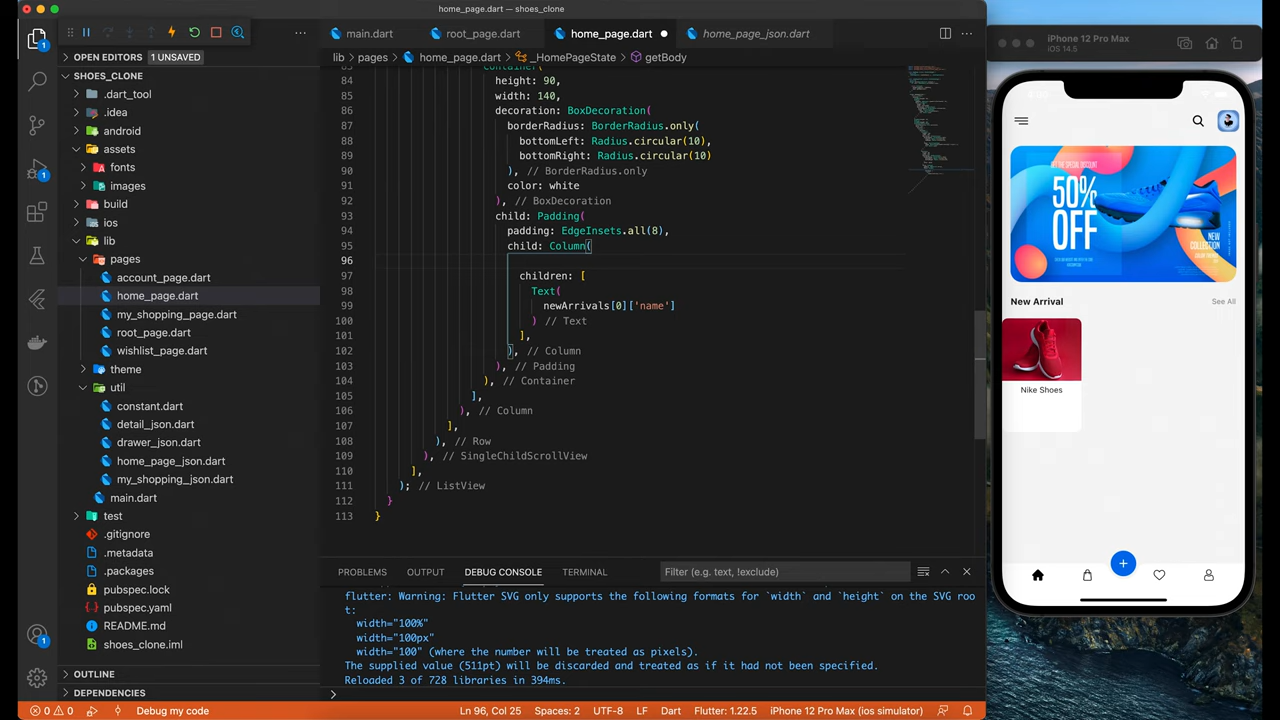 home_page.dart — shoes_clone
main.dart
root_page.dart
home_page.dart
home_page_json.dart
lib
pages
home_page.dart
_HomePageState
getBody
OPEN EDITORS
1 UNSAVED
SHOES_CLONE
.dart_tool
.idea
android
assets
fonts
images
build
ios
lib
pages
account_page.dart
home_page.dart
my_shopping_page.dart
root_page.dart
wishlist_page.dart
theme
util
constant.dart
detail_json.dart
drawer_json.dart
home_page_json.dart
my_shopping_json.dart
main.dart
test
.gitignore
.metadata
.packages
pubspec.lock
pubspec.yaml
README.md
shoes_clone.iml
OUTLINE
DEPENDENCIES
83 Container(
84 height: 90,
85 width: 140,
86 decoration: BoxDecoration(
87 borderRadius: BorderRadius.only(
88 bottomLeft: Radius.circular(10),
89 bottomRight: Radius.circular(10)
90 ), // BorderRadius.only
91 color: white
92 ), // BoxDecoration
93 child: Padding(
94 padding: EdgeInsets.all(8),
95 child: Column(
96
97 children: [
98 Text(
99 newArrivals[0]['name']
100 ) // Text
101 ],
102 ), // Column
103 ), // Padding
104 ), // Container
105 ],
106 ), // Column
107 ],
108 ), // Row
109 ), // SingleChildScrollView
110 ],
111 ); // ListView
112 }
113 }
PROBLEMS
OUTPUT
DEBUG CONSOLE
TERMINAL
Filter (e.g. text, !exclude)
flutter: Warning: Flutter SVG only supports the following formats for `width` and `height` on the SVG roo
t:
width="100%"
width="100px"
width="100" (where the number will be treated as pixels).
The supplied value (511pt) will be discarded and treated as if it had not been specified.
Reloaded 3 of 728 libraries in 394ms.
>
0
0
Debug my code
Ln 96, Col 25
Spaces: 2
UTF-8
LF
Dart
Flutter: 1.22.5
iPhone 12 Pro Max (ios simulator)
1
1
1
iPhone 12 Pro Max
iOS 14.5
GET THE SPECIAL DISCOUNT
50%
OFF
NEW
COLLECTION
New Arrival
See All
Nike Shoes